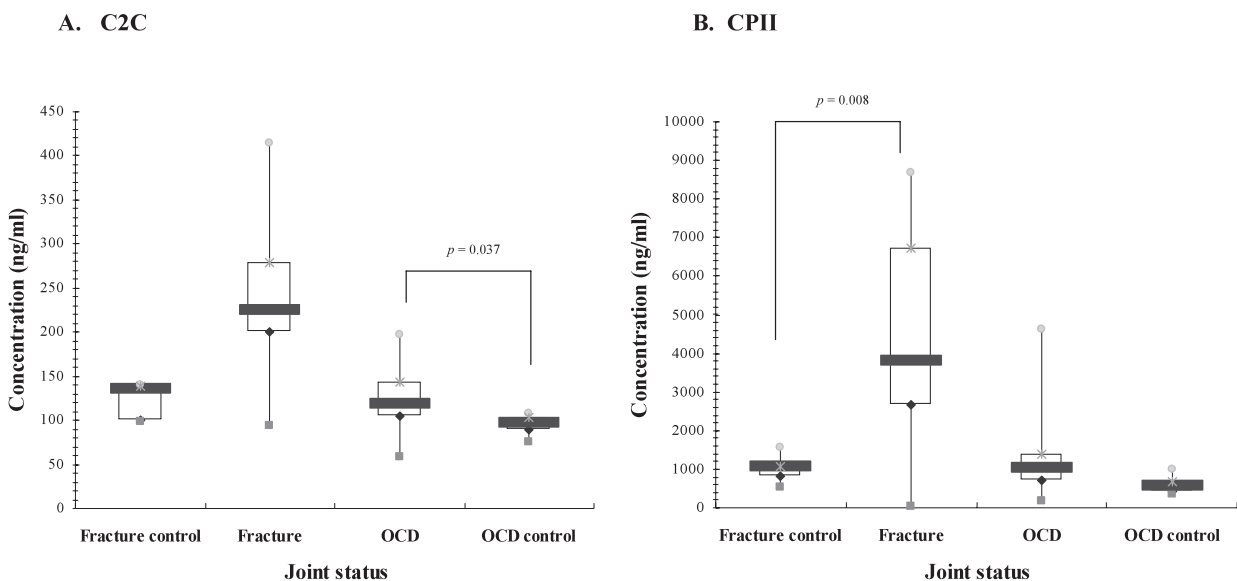 A. C2C
B. CPII
p = 0.037
450
400
350
300
250
200
150
100
50
0
Concentration (ng/ml)
Fracture control
Fracture
OCD
OCD control
Joint status
p = 0.008
10000
9000
8000
7000
6000
5000
4000
3000
2000
1000
0
Concentration (ng/ml)
Fracture control
Fracture
OCD
OCD control
Joint status